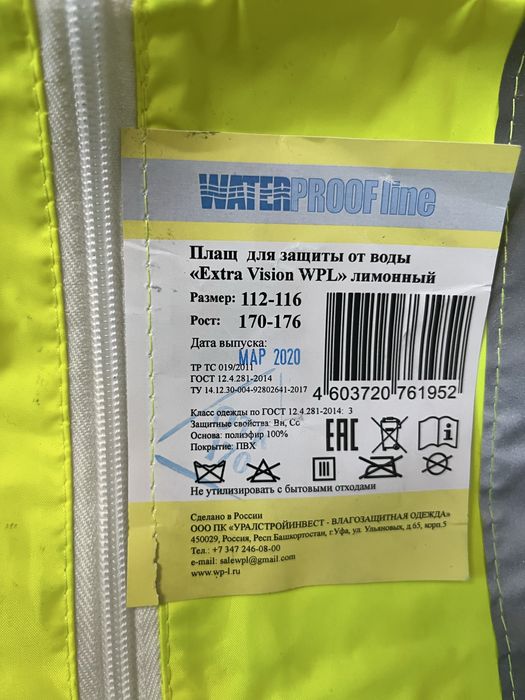 WATERPROOF line
Плащ для защиты от воды
«Extra Vision WPL» лимонный
Размер: 112-116
Рост: 170-176
Дата выпуска:
МАР 2020
ТР ТС 019/2011
ГОСТ 12.4.281-2014
ТУ 14.12.30-004-92802641-2017
4 603720 761952
Класс одежды по ГОСТ 12.4.281-2014: 3
Защитные свойства: Вн, Сс
Основа: полиэфир 100%
Покрытие: ПВХ
EAC
Не утилизировать с бытовыми отходами
Сделано в России
ООО ПК «УРАЛСТРОЙИНВЕСТ - ВЛАГОЗАЩИТНАЯ ОДЕЖДА»
450029, Россия, Респ.Башкортостан, г.Уфа, ул. Ульяновых, д.65, корп.5
Тел.: +7 347 246-08-00
e-mail: salewpl@gmail.com
www.wp-l.ru